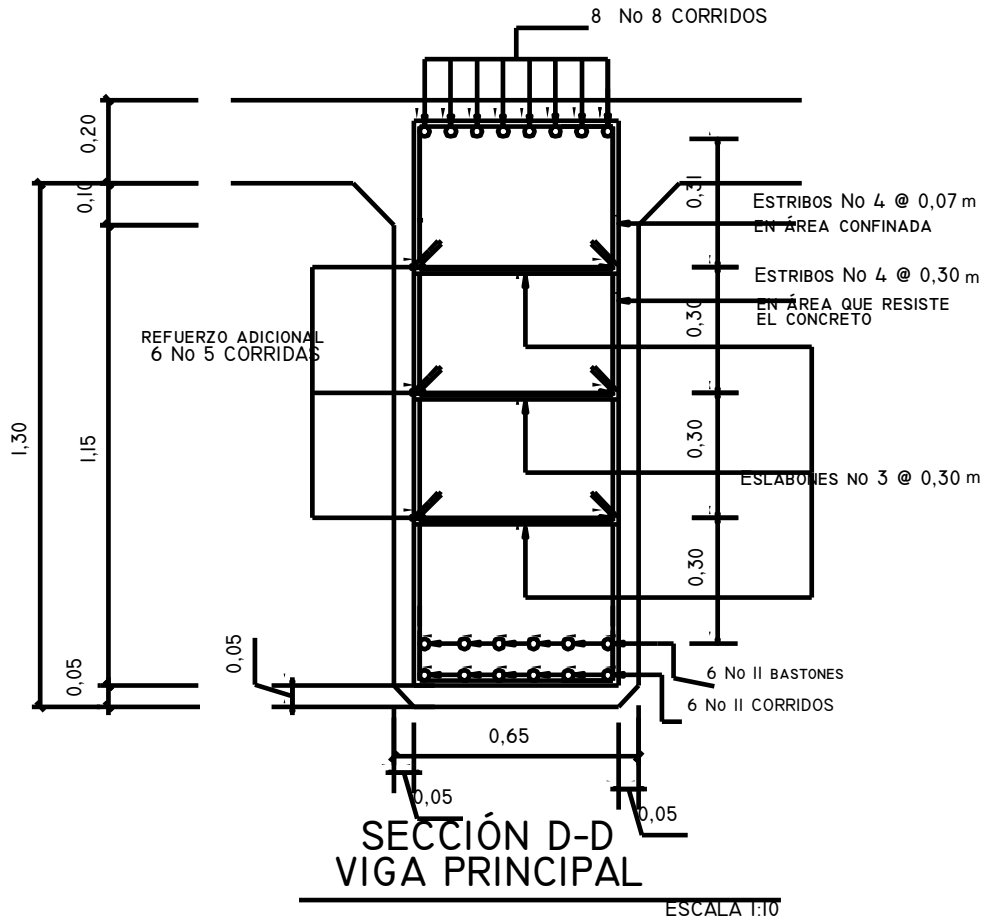 8 No 8 CORRIDOS
0,20
0,10
0,31
ESTRIBOS No 4 @ 0,07 m
EN ÁREA CONFINADA
ESTRIBOS No 4 @ 0,30 m
EN ÁREA QUE RESISTE
EL CONCRETO
0,30
REFUERZO ADICIONAL
6 No 5 CORRIDAS
1,30
1,15
0,30
ESLABONES NO 3 @ 0,30 m
0,30
0,05
0,05
6 No 11 BASTONES
6 No 11 CORRIDOS
0,65
0,05
0,05
SECCIÓN D-D
VIGA PRINCIPAL
ESCALA 1:10